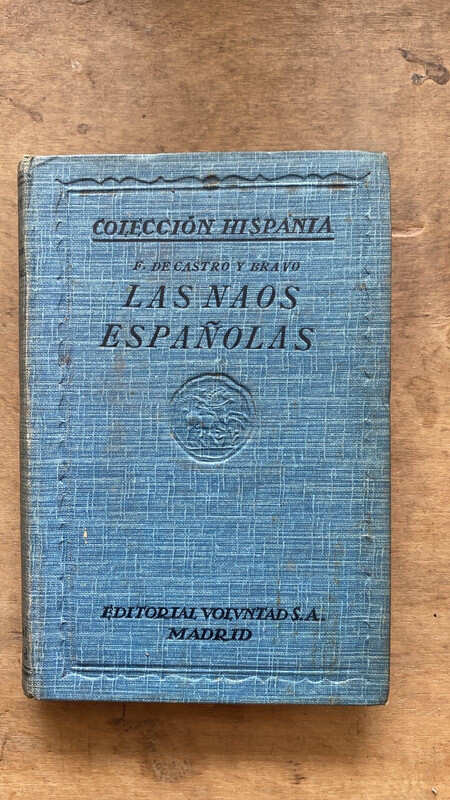 COLECCIÓN HISPANIA
F. DE CASTRO Y BRAVO
LAS NAOS
ESPAÑOLAS
EDITORIAL VOLVNTAD S.A.
MADRID